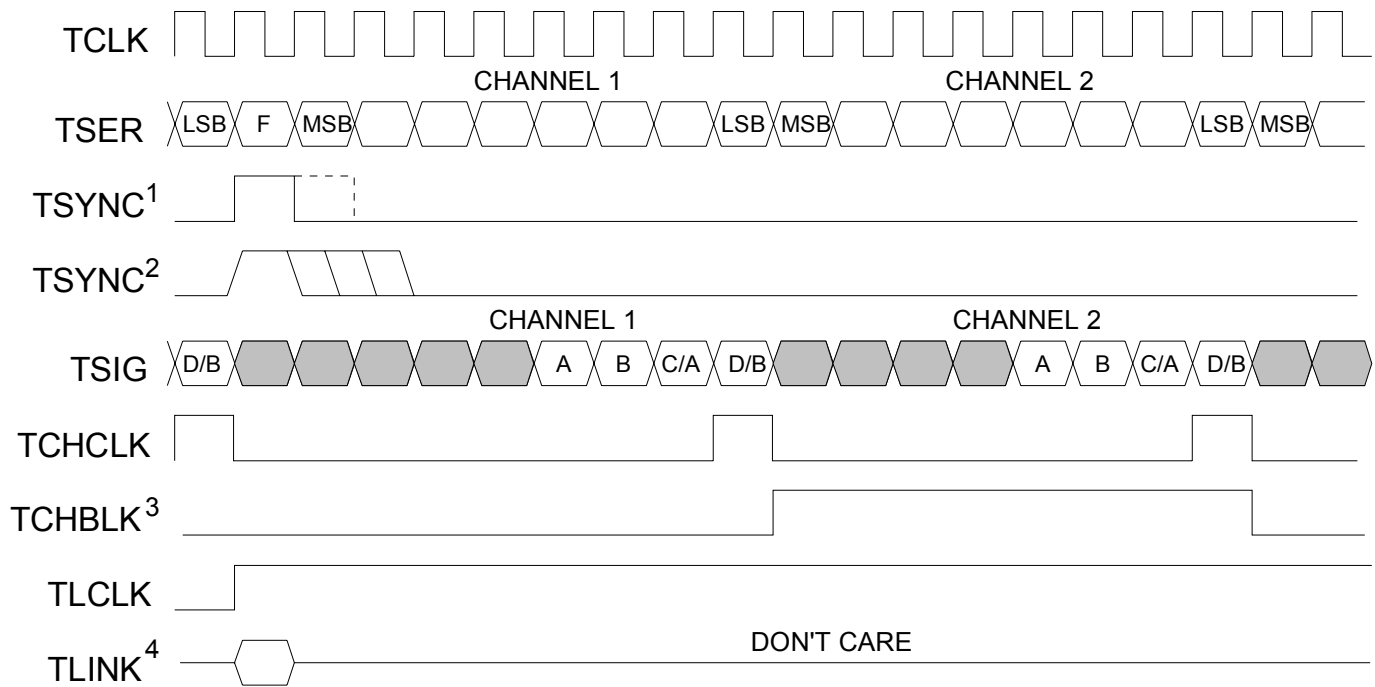 TCLK
CHANNEL 1 CHANNEL 2
TSER LSB F MSB LSB MSB LSB MSB
TSYNC1
TSYNC2
CHANNEL 1 CHANNEL 2
TSIG D/B A B C/A D/B A B C/A D/B
TCHCLK
TCHBLK3
TLCLK
DON'T CARE
TLINK4